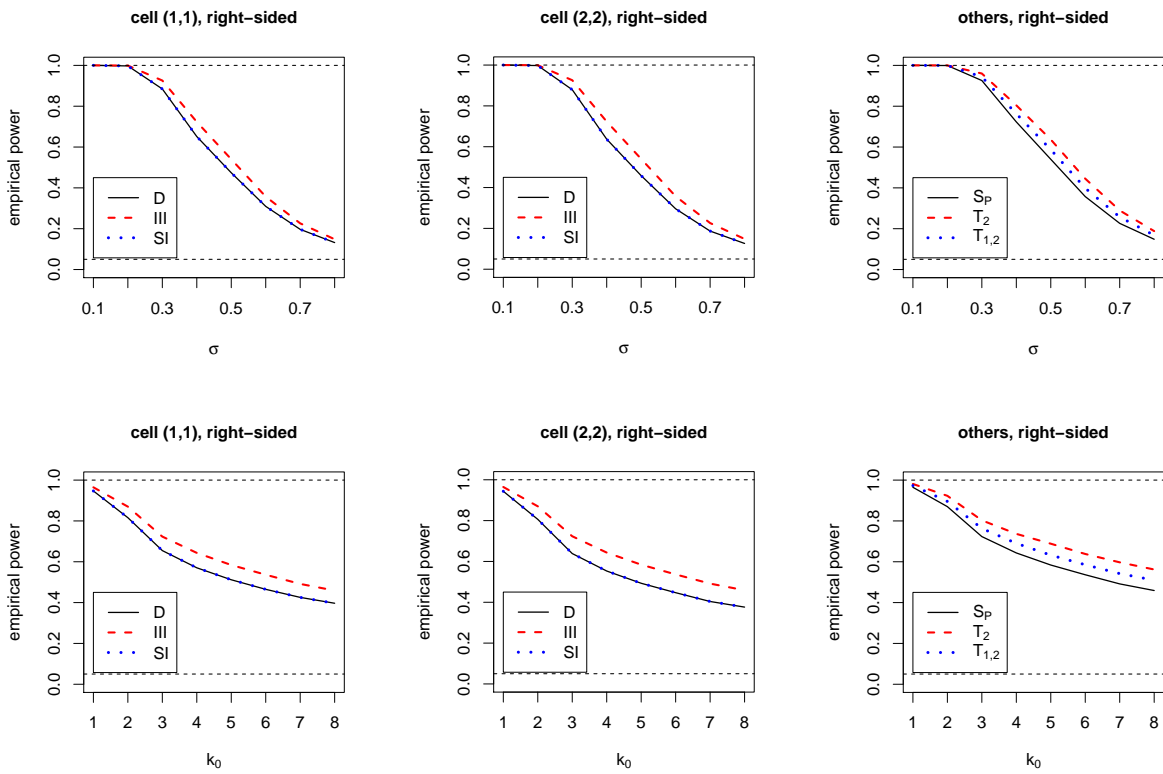 cell (1,1), right−sided
empirical power
0.0 0.2 0.4 0.6 0.8 1.0
D
III
SI
0.1 0.3 0.5 0.7
σ
cell (2,2), right−sided
empirical power
0.0 0.2 0.4 0.6 0.8 1.0
D
III
SI
0.1 0.3 0.5 0.7
σ
others, right−sided
empirical power
0.0 0.2 0.4 0.6 0.8 1.0
S_P
T_2
T_{1,2}
0.1 0.3 0.5 0.7
σ
cell (1,1), right−sided
empirical power
0.0 0.2 0.4 0.6 0.8 1.0
D
III
SI
1 2 3 4 5 6 7 8
k_0
cell (2,2), right−sided
empirical power
0.0 0.2 0.4 0.6 0.8 1.0
D
III
SI
1 2 3 4 5 6 7 8
k_0
others, right−sided
empirical power
0.0 0.2 0.4 0.6 0.8 1.0
S_P
T_2
T_{1,2}
1 2 3 4 5 6 7 8
k_0